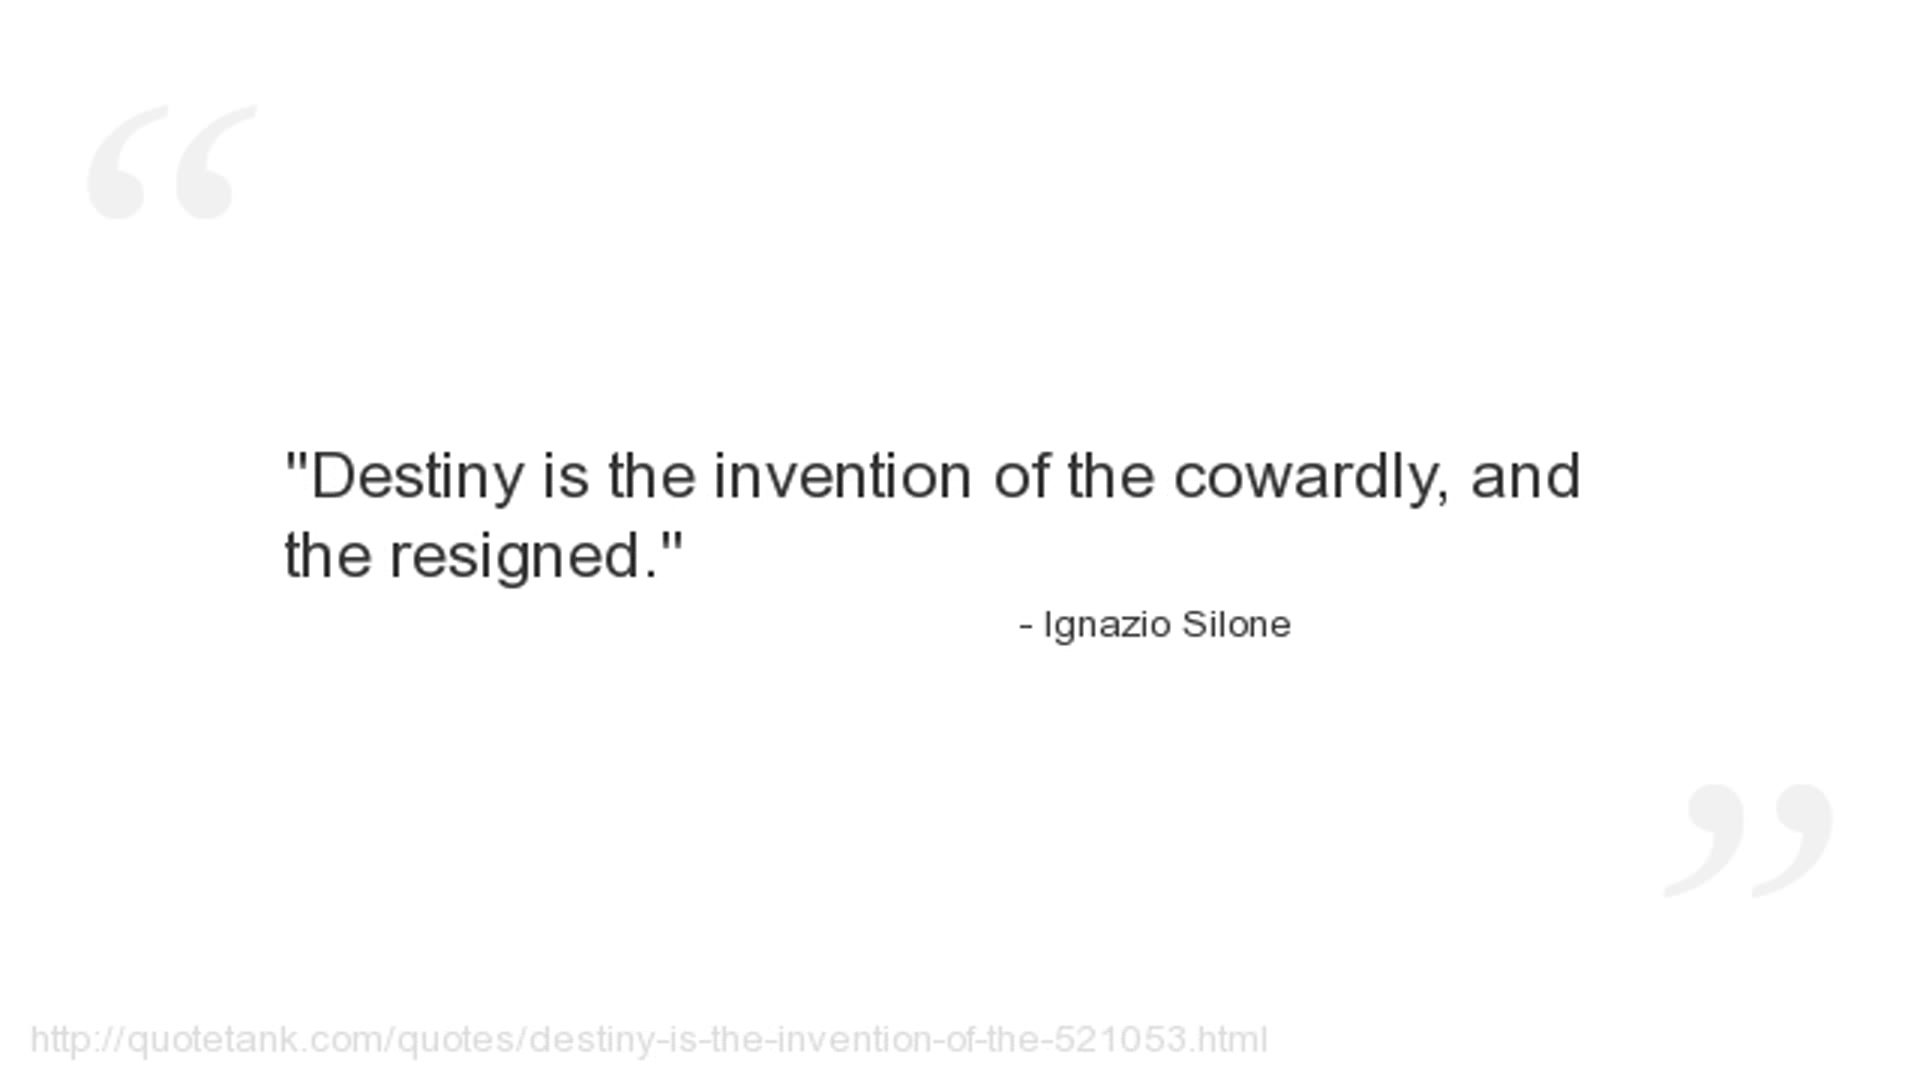 "Destiny is the invention of the cowardly, and
the resigned."
- Ignazio Silone
http://quotetank.com/quotes/destiny-is-the-invention-of-the-521053.html